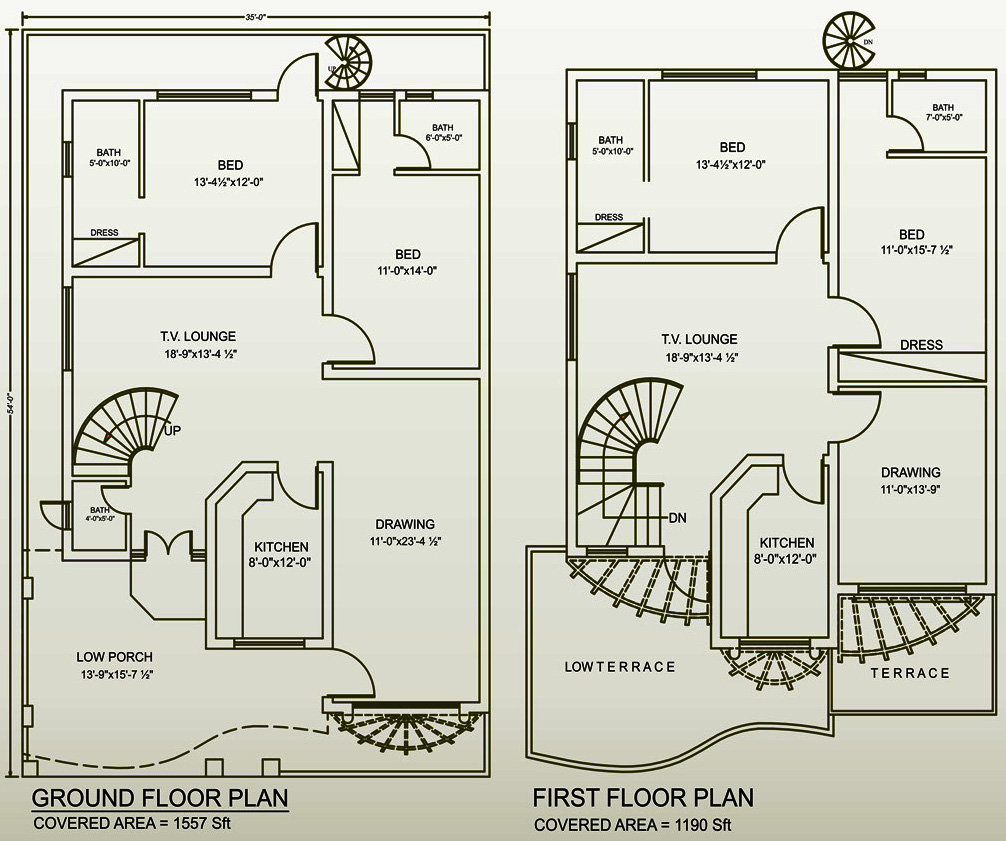 35'-0"
54'-0"
UP
BATH
5'-0"x10'-0"
BED
13'-4½"x12'-0"
BATH
6'-0"x5'-0"
DRESS
BED
11'-0"x14'-0"
T.V. LOUNGE
18'-9"x13'-4 ½"
UP
BATH
4'-0"x5'-0"
KITCHEN
8'-0"x12'-0"
DRAWING
11'-0"x23'-4 ½"
LOW PORCH
13'-9"x15'-7 ½"
GROUND FLOOR PLAN
COVERED AREA = 1557 Sft
DN
BATH
5'-0"x10'-0"
BED
13'-4½"x12'-0"
BATH
7'-0"x5'-0"
DRESS
BED
11'-0"x15'-7 ½"
T.V. LOUNGE
18'-9"x13'-4 ½"
DRESS
DRAWING
11'-0"x13'-9"
DN
KITCHEN
8'-0"x12'-0"
LOW TERRACE
TERRACE
FIRST FLOOR PLAN
COVERED AREA = 1190 Sft